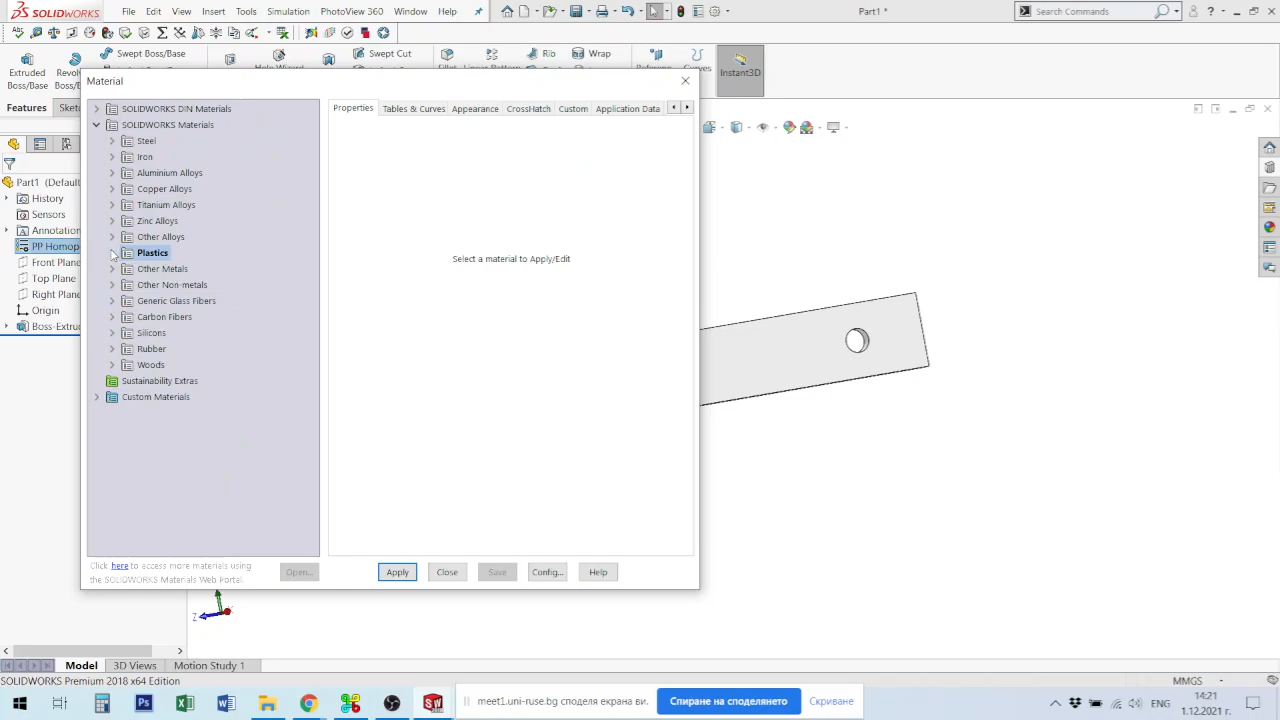 SOLIDWORKS File Edit View Insert Tools Simulation PhotoView 360 Window Help Part1 * Search Commands
Extruded
Boss/Base
Swept Boss/Base
Swept Cut
Rib
Wrap
Instant3D
Features
Material
SOLIDWORKS DIN Materials
SOLIDWORKS Materials
Steel
Iron
Aluminium Alloys
Copper Alloys
Titanium Alloys
Zinc Alloys
Other Alloys
Plastics
Other Metals
Other Non-metals
Generic Glass Fibers
Carbon Fibers
Silicons
Rubber
Woods
Sustainability Extras
Custom Materials
Properties Tables & Curves Appearance CrossHatch Custom Application Data
Select a material to Apply/Edit
Click here to access more materials using
the SOLIDWORKS Materials Web Portal.
Open... Apply Close Save Config... Help
Part1 (Default
History
Sensors
Annotation
PP Homop
Front Plane
Top Plane
Right Plane
Origin
Boss-Extru
Z
Model 3D Views Motion Study 1
SOLIDWORKS Premium 2018 x64 Edition MMGS
meet1.uni-ruse.bg споделя екрана ви. Спиране на споделянето Скриване
ENG
14:21
1.12.2021 г.